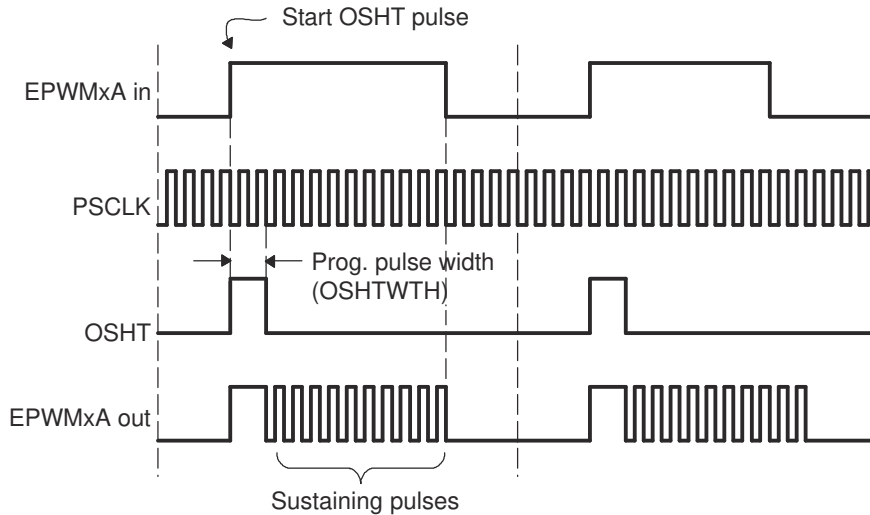 Start OSHT pulse
EPWMxA in
PSCLK
Prog. pulse width
(OSHTWTH)
OSHT
EPWMxA out
Sustaining pulses